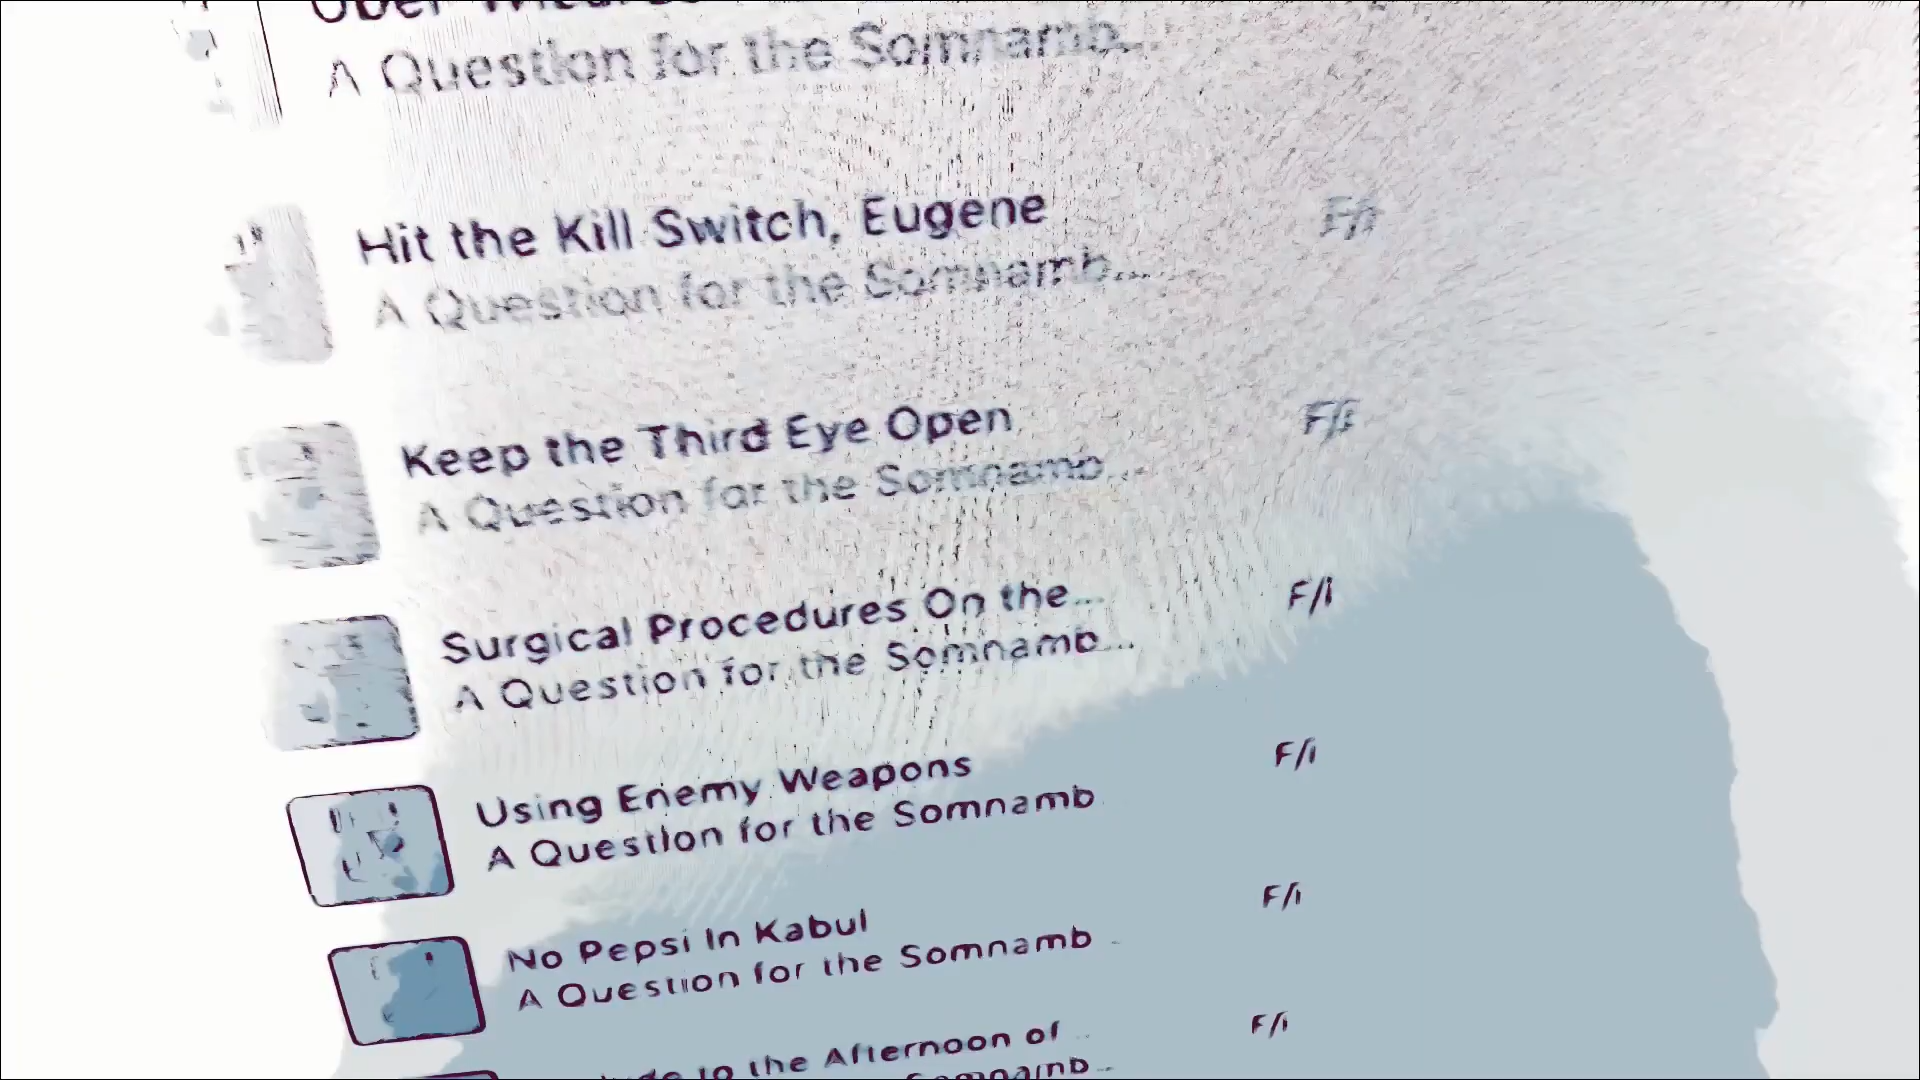 A Question for the Somnamb...
Hit the Kill Switch, Eugene
F/i
A Question for the Somnamb...
Keep the Third Eye Open
F/i
A Question for the Somnamb...
Surgical Procedures On the...
F/i
A Question for the Somnamb...
Using Enemy Weapons
F/i
A Question for the Somnamb
No Pepsi In Kabul
F/i
A Question for the Somnamb
to the Afternoon of
F/i
Somnamb...